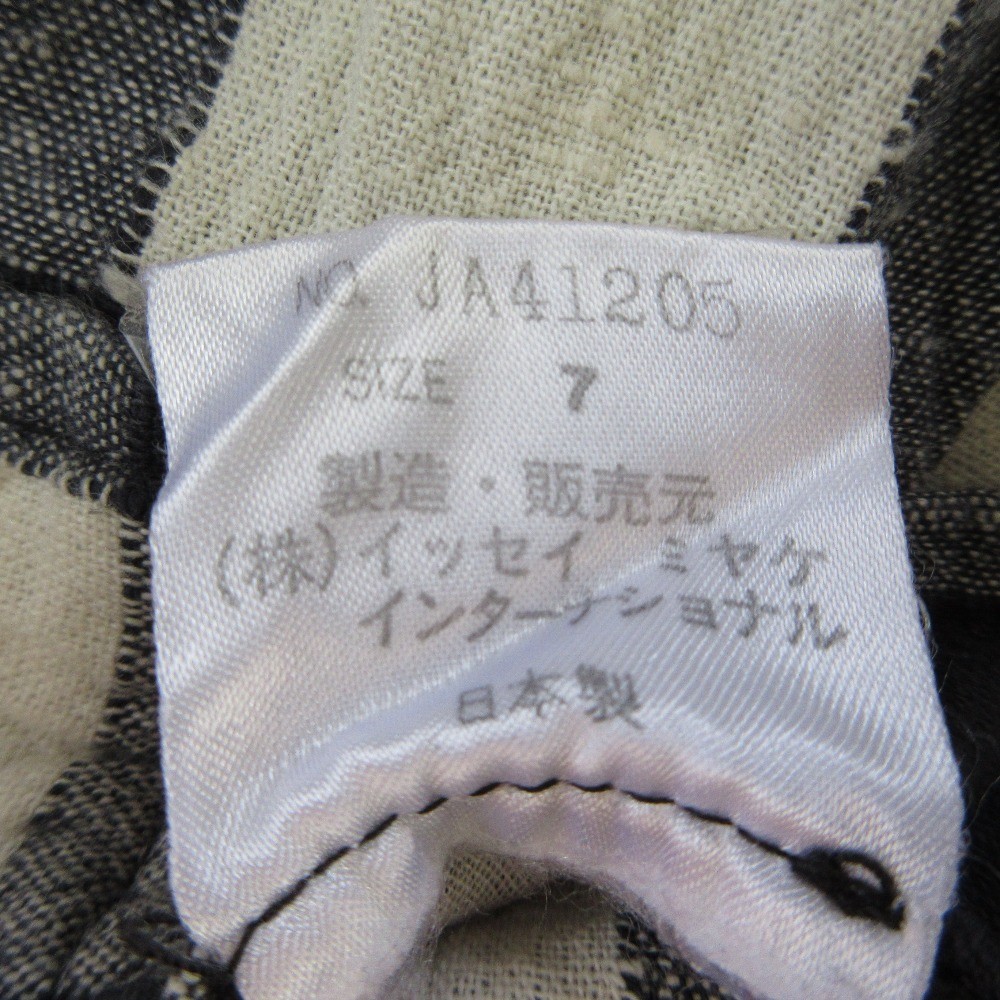 NO. JA41205
SIZE 7
製造・販売元
(株)イッセイ ミヤケ
インターナショナル
日本製